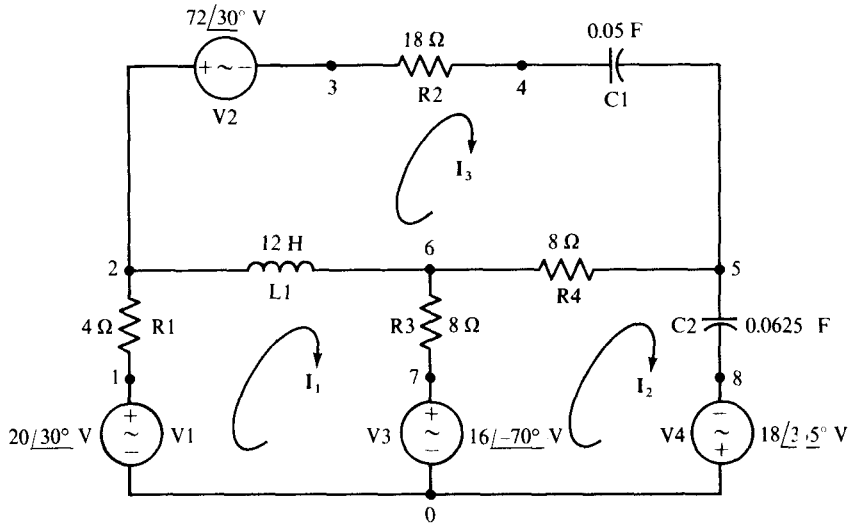 72/30° V
V2
3
18 Ω
R2
4
0.05 F
C1
I₃
2
12 H
L1
6
8 Ω
R4
5
4 Ω
R1
R3
8 Ω
C2
0.0625 F
1
I₁
7
I₂
8
20/30° V
V1
V3
16/−70° V
V4
0